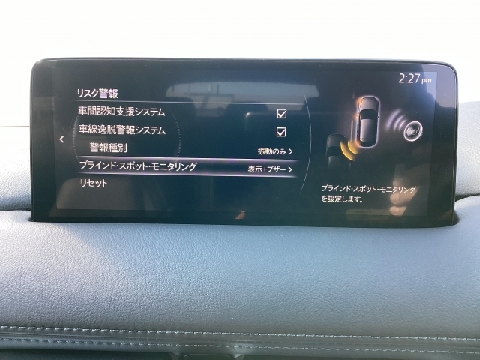 2:27 pm
リスク警報
車間認知支援システム
車線逸脱警報システム
警報種別
振動のみ
ブラインド・スポット・モニタリング
表示・ブザー
リセット
ブラインド・スポット・モニタリング
を設定します。